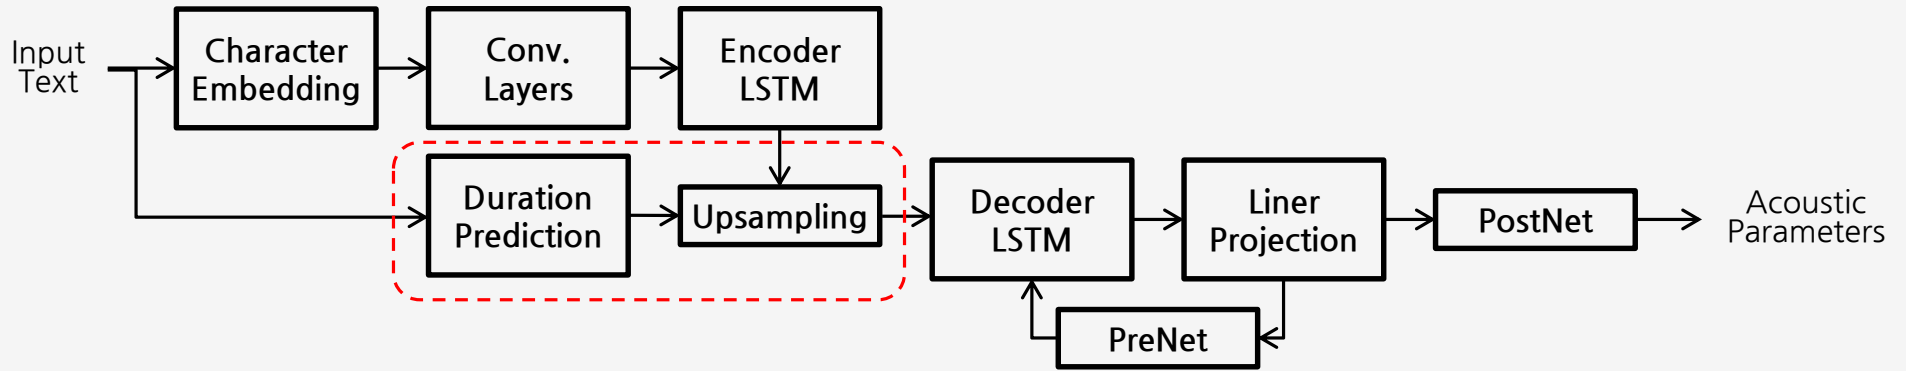 Input
Text
Character
Embedding
Conv.
Layers
Encoder
LSTM
Duration
Prediction
Upsampling
Decoder
LSTM
Liner
Projection
PostNet
Acoustic
Parameters
PreNet